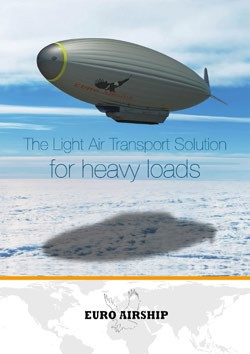 The Light Air Transport Solution
for heavy loads
EURO AIRSHIP